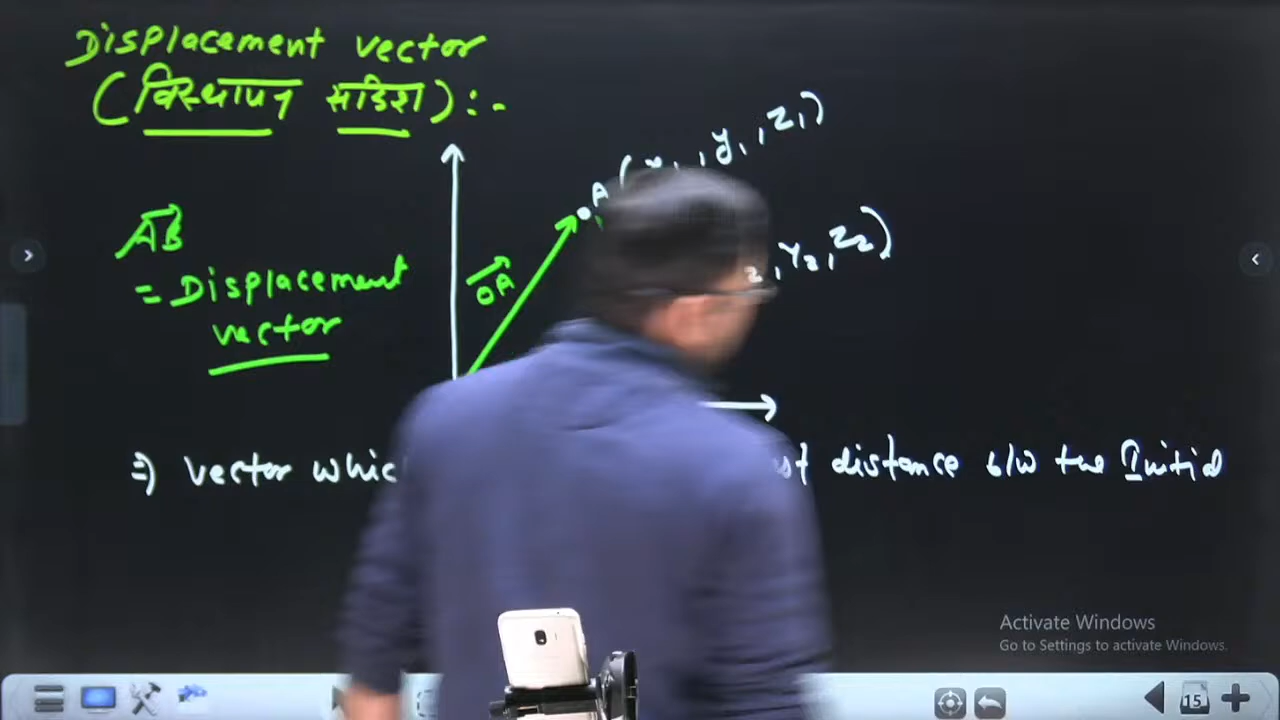 Displacement vector
(विस्थापन सदिश) :-
A (x₁, y₁, z₁)
AB
OA
₂, Y₂, Z₂)
= Displacement
vector
⇒ vector distance b/w the Initial
Activate Windows
Go to Settings to activate Windows.
15